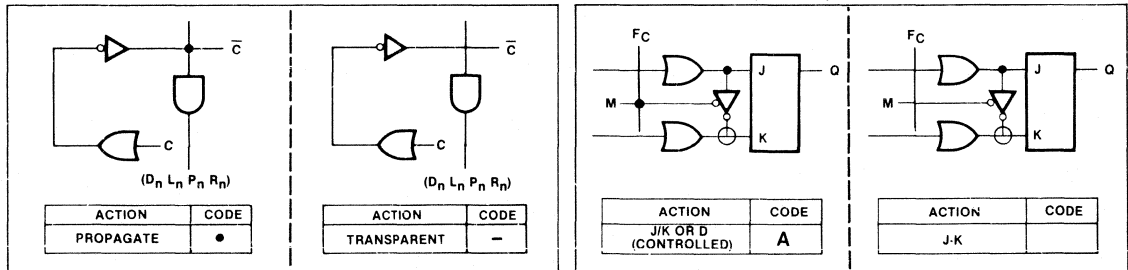 C̅
C
(Dn Ln Pn Rn)
ACTION CODE
PROPAGATE •
C̅
C
(Dn Ln Pn Rn)
ACTION CODE
TRANSPARENT –
FC
M
J
Q
K
ACTION CODE
J/K OR D
(CONTROLLED) A
FC
M
J
Q
K
ACTION CODE
J-K